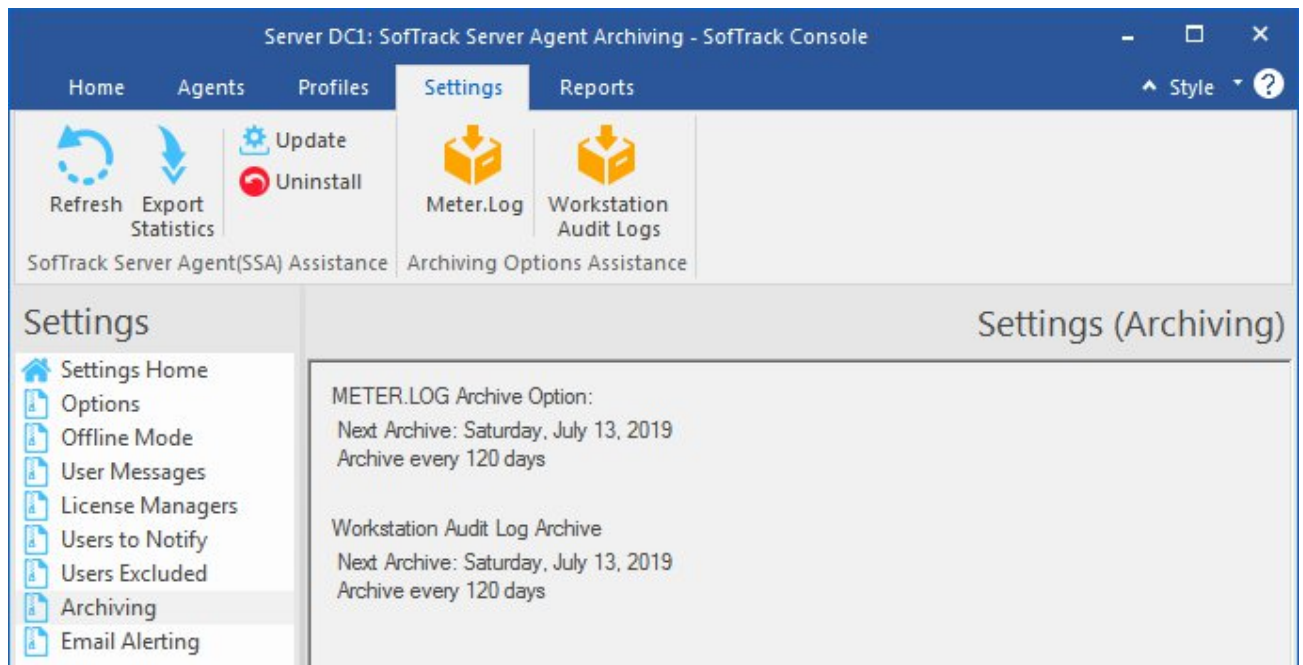 Server DC1: SofTrack Server Agent Archiving - SofTrack Console
Home Agents Profiles Settings Reports Style ?
Update
Uninstall
Refresh Export Statistics
Meter.Log Workstation Audit Logs
SofTrack Server Agent(SSA) Assistance Archiving Options Assistance
Settings
Settings (Archiving)
Settings Home
Options
Offline Mode
User Messages
License Managers
Users to Notify
Users Excluded
Archiving
Email Alerting
METER.LOG Archive Option:
Next Archive: Saturday, July 13, 2019
Archive every 120 days
Workstation Audit Log Archive
Next Archive: Saturday, July 13, 2019
Archive every 120 days